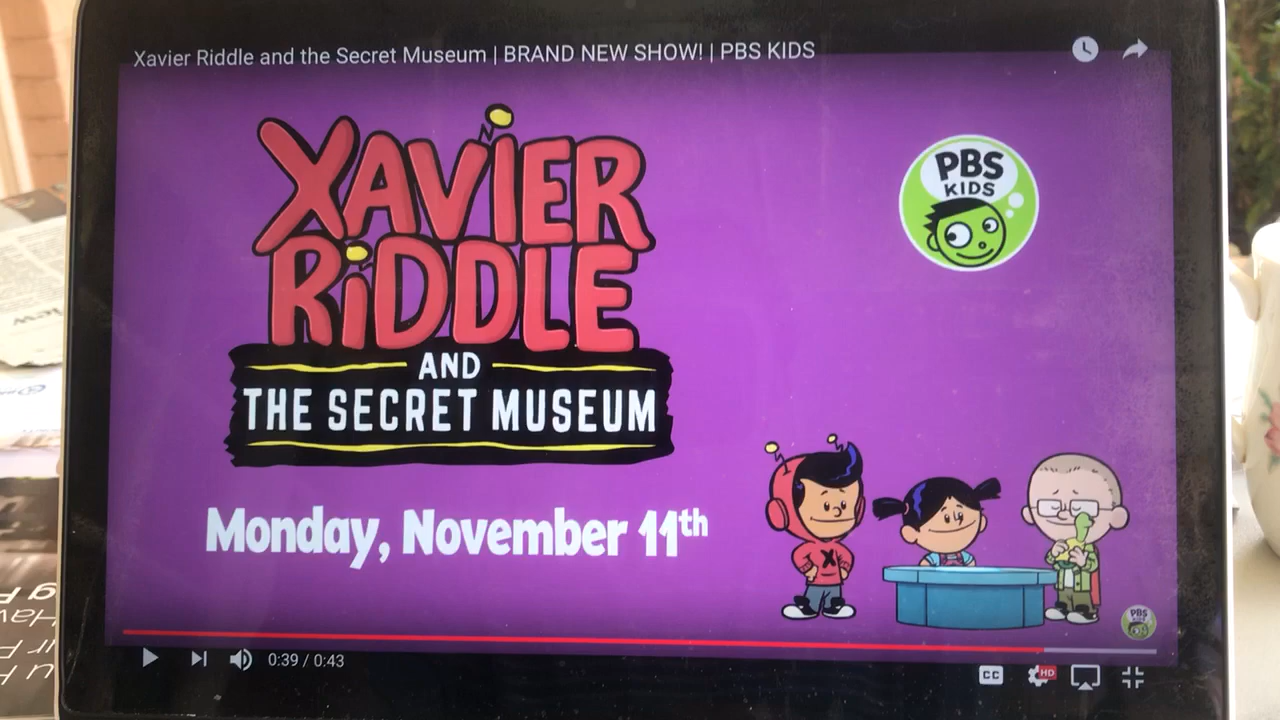 Xavier Riddle and the Secret Museum | BRAND NEW SHOW! | PBS KIDS
XAVIER
RiDDLE
AND
THE SECRET MUSEUM
PBS
KIDS
Monday, November 11th
X
PBS
0:39 / 0:43
CC
HD